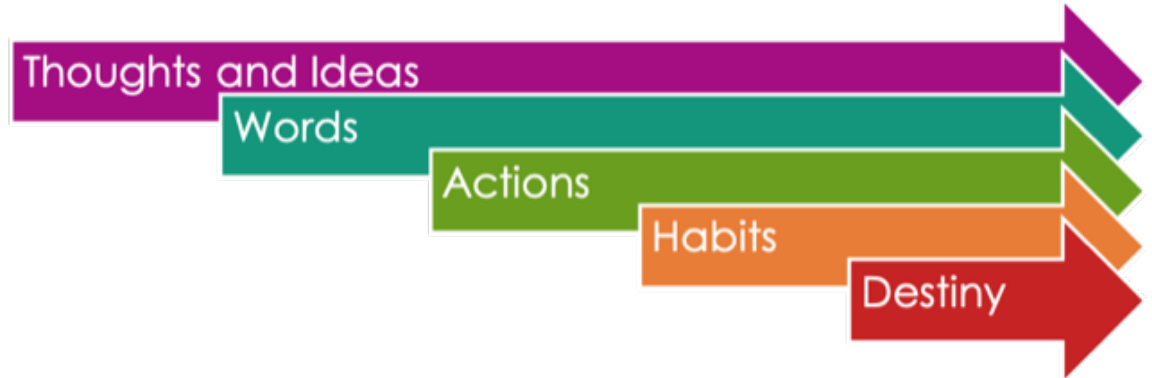 Thoughts and Ideas
Words
Actions
Habits
Destiny